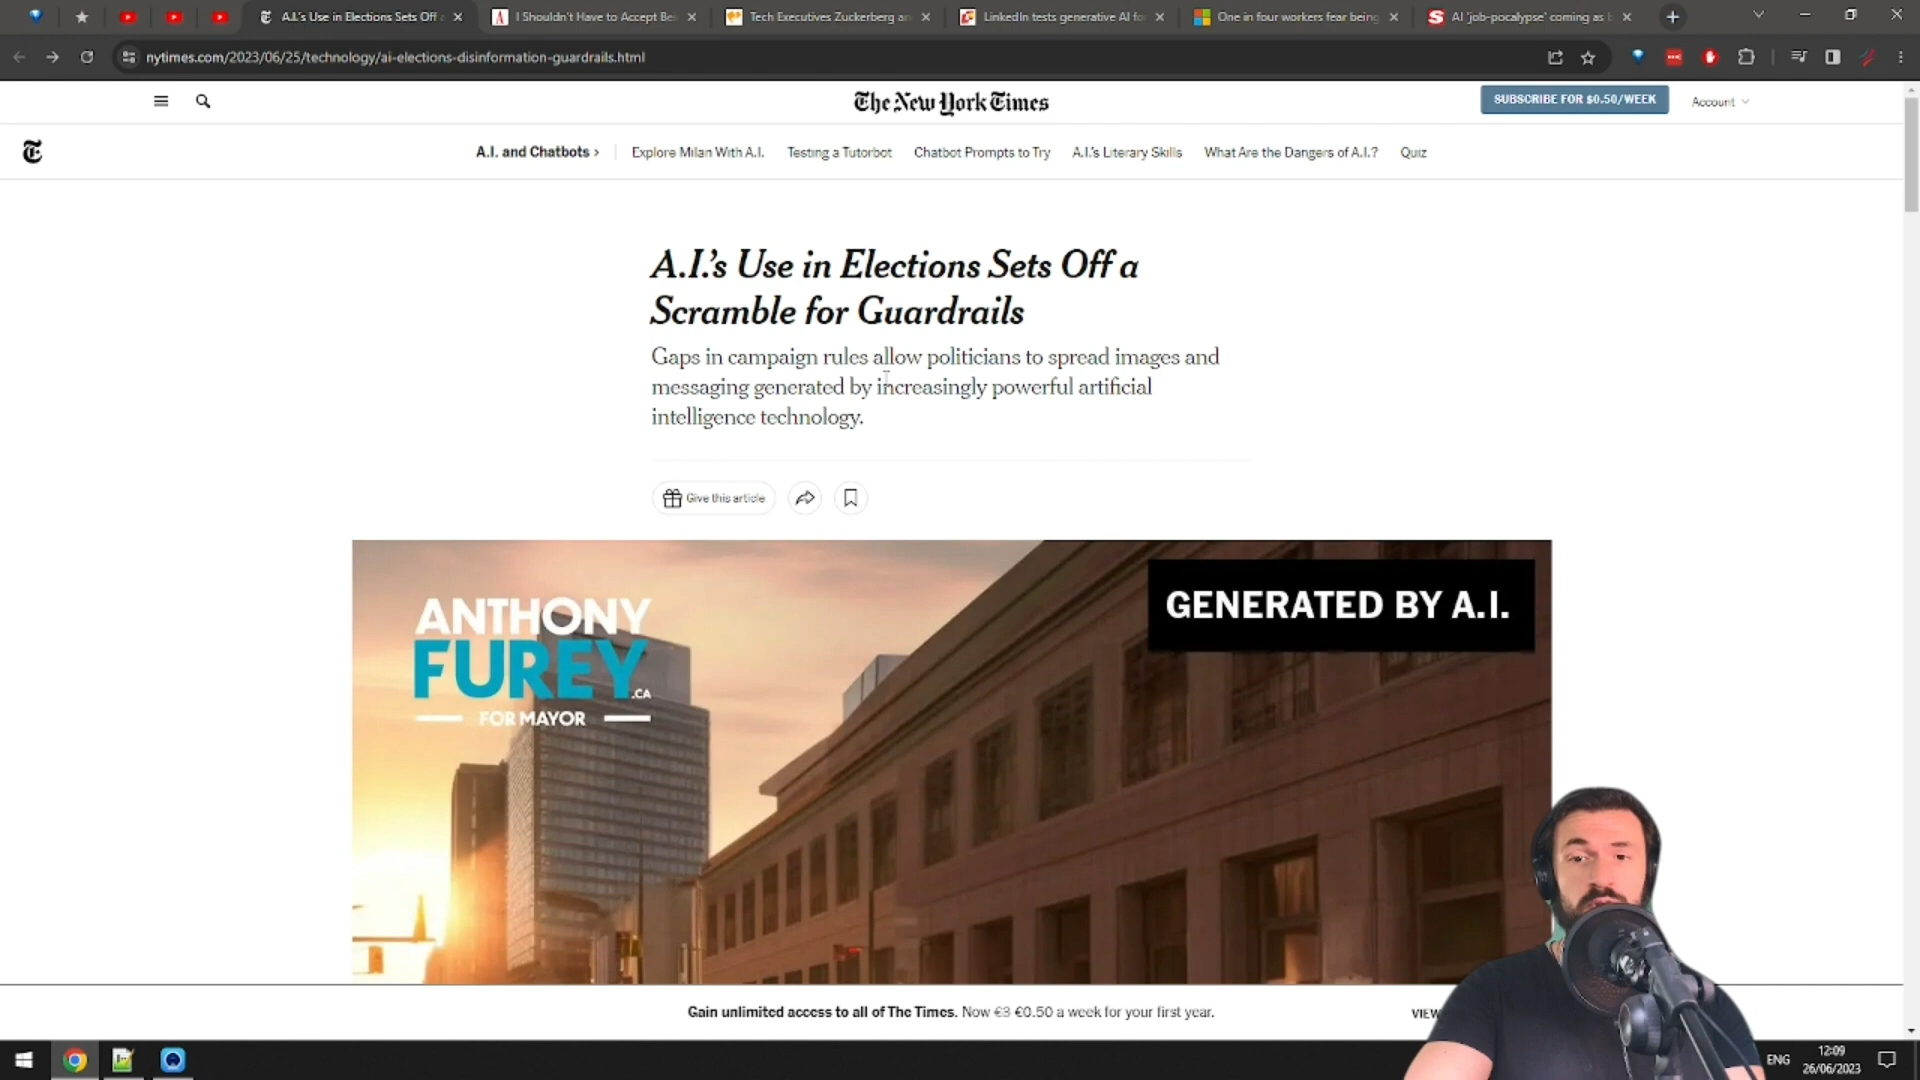 A.I.'s Use in Elections Sets Off a
I Shouldn't Have to Accept Bei
Tech Executives Zuckerberg an
LinkedIn tests generative AI fo
One in four workers fear being
AI 'job-pocalypse' coming as b
nytimes.com/2023/06/25/technology/ai-elections-disinformation-guardrails.html
The New York Times
SUBSCRIBE FOR $0.50/WEEK
Account
A.I. and Chatbots >
Explore Milan With A.I.
Testing a Tutorbot
Chatbot Prompts to Try
A.I.'s Literary Skills
What Are the Dangers of A.I.?
Quiz
A.I.'s Use in Elections Sets Off a
Scramble for Guardrails
Gaps in campaign rules allow politicians to spread images and
messaging generated by increasingly powerful artificial
intelligence technology.
Give this article
ANTHONY
FUREY
.CA
FOR MAYOR
GENERATED BY A.I.
Gain unlimited access to all of The Times. Now €3 €0.50 a week for your first year.
VIEW
ENG
12:09
26/06/2023